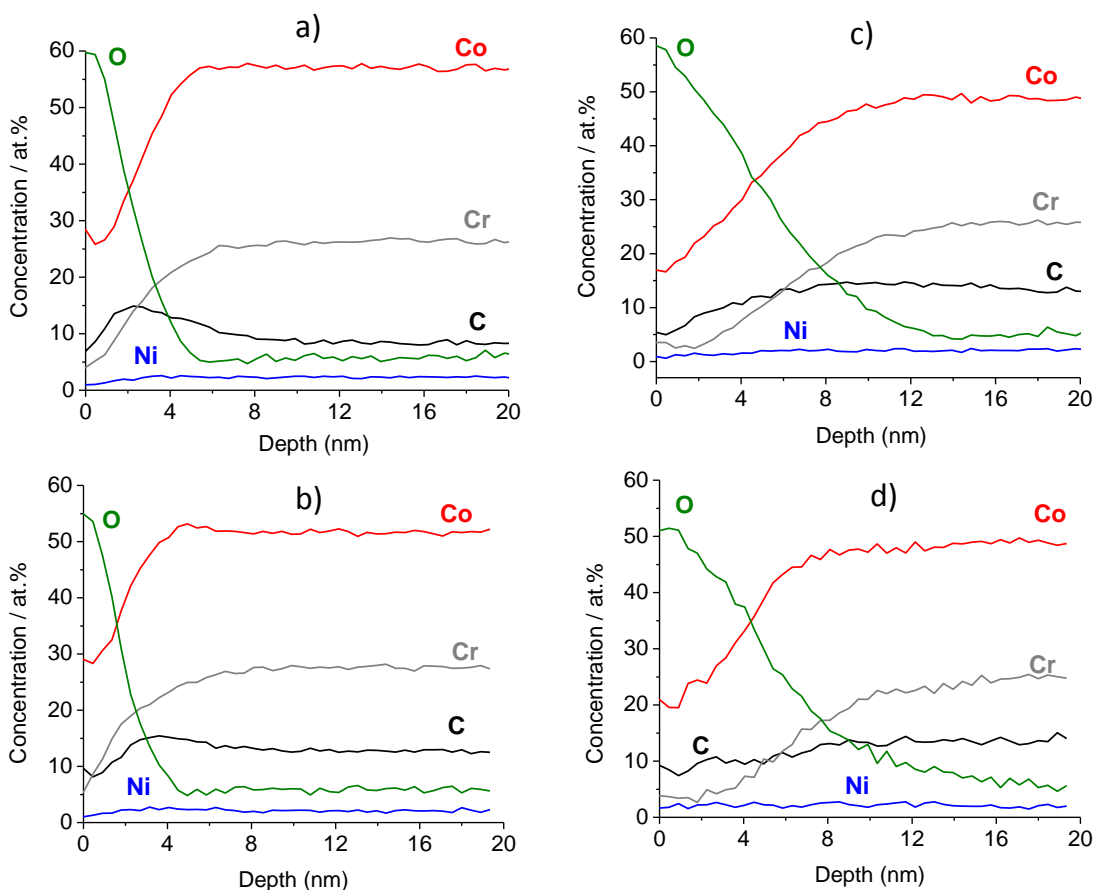 a)
60
50
40
30
20
10
0
Concentration / at.%
O
Co
Cr
C
Ni
0 4 8 12 16 20
Depth (nm)
c)
60
50
40
30
20
10
0
Concentration / at.%
O
Co
Cr
C
Ni
0 4 8 12 16 20
Depth (nm)
b)
60
50
40
30
20
10
0
Concentration / at.%
O
Co
Cr
C
Ni
0 4 8 12 16 20
Depth (nm)
d)
60
50
40
30
20
10
0
Concentration / at.%
O
Co
Cr
C
Ni
0 4 8 12 16 20
Depth (nm)